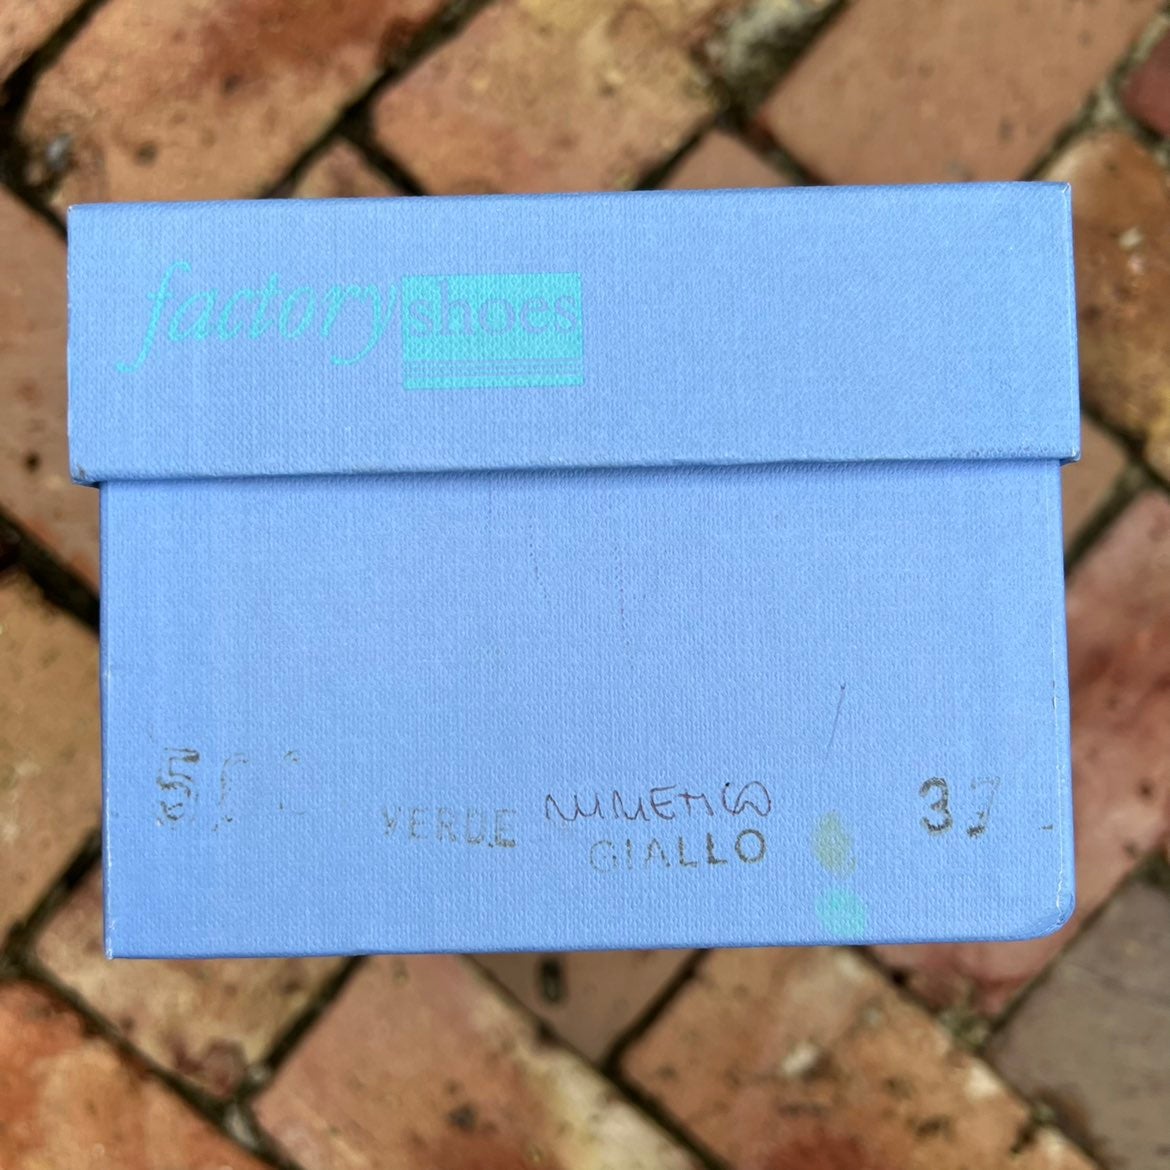 factory shoes
VERDE MIMETICO 37
GIALLO